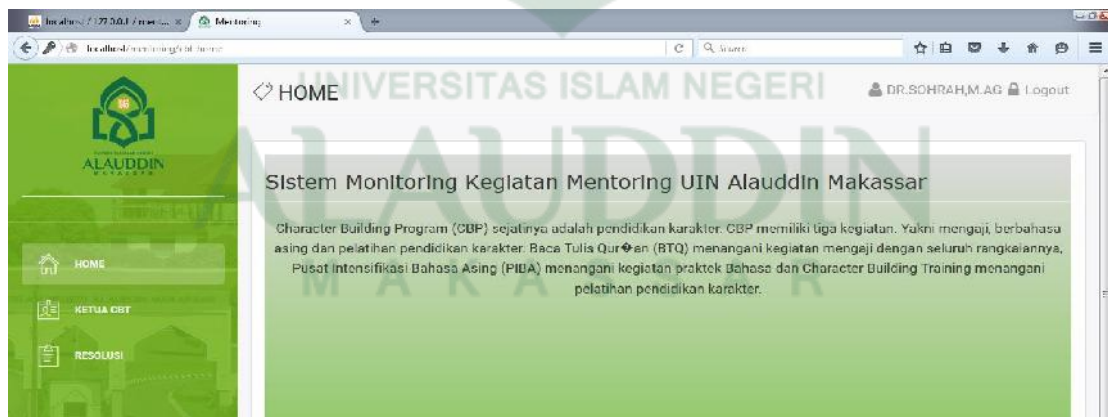 Mentoring
Search
ALAUDDIN
HOME
KETUA CBT
RESOLUSI
HOME
DR.SOHRAH,M.AG Logout
UNIVERSITAS ISLAM NEGERI
ALAUDDIN
MAKASSAR
Sistem Monitoring Kegiatan Mentoring UIN Alauddin Makassar
Character Building Program (CBP) sejatinya adalah pendidikan karakter. CBP memiliki tiga kegiatan. Yakni mengaji, berbahasa
asing dan pelatihan pendidikan karakter. Baca Tulis Qur�an (BTQ) menangani kegiatan mengaji dengan seluruh rangkaiannya,
Pusat Intensifikasi Bahasa Asing (PIBA) menangani kegiatan praktek Bahasa dan Character Building Training menangani
pelatihan pendidikan karakter.